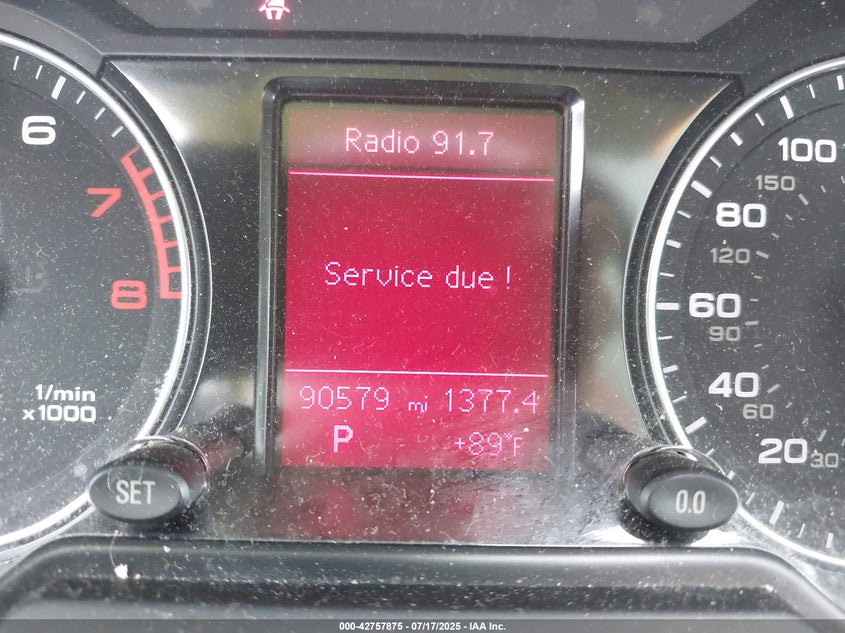 Radio 91.7
Service due !
90579 mi 1377.4
P +89°F
6
7
8
1/min
x1000
SET
100
150
80
120
60
90
40
60
20
30
0.0
000-42757875 / 07/17/2025 - IAA Inc.